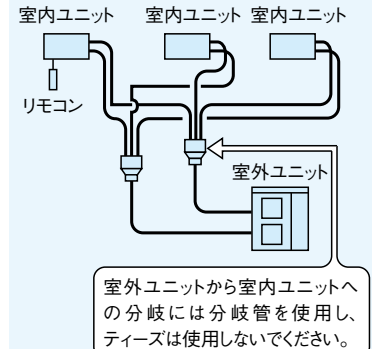 室内ユニット 室内ユニット 室内ユニット
リモコン
室外ユニット
室外ユニットから室内ユニットへ
の分岐には分岐管を使用し、
ティーズは使用しないでください。